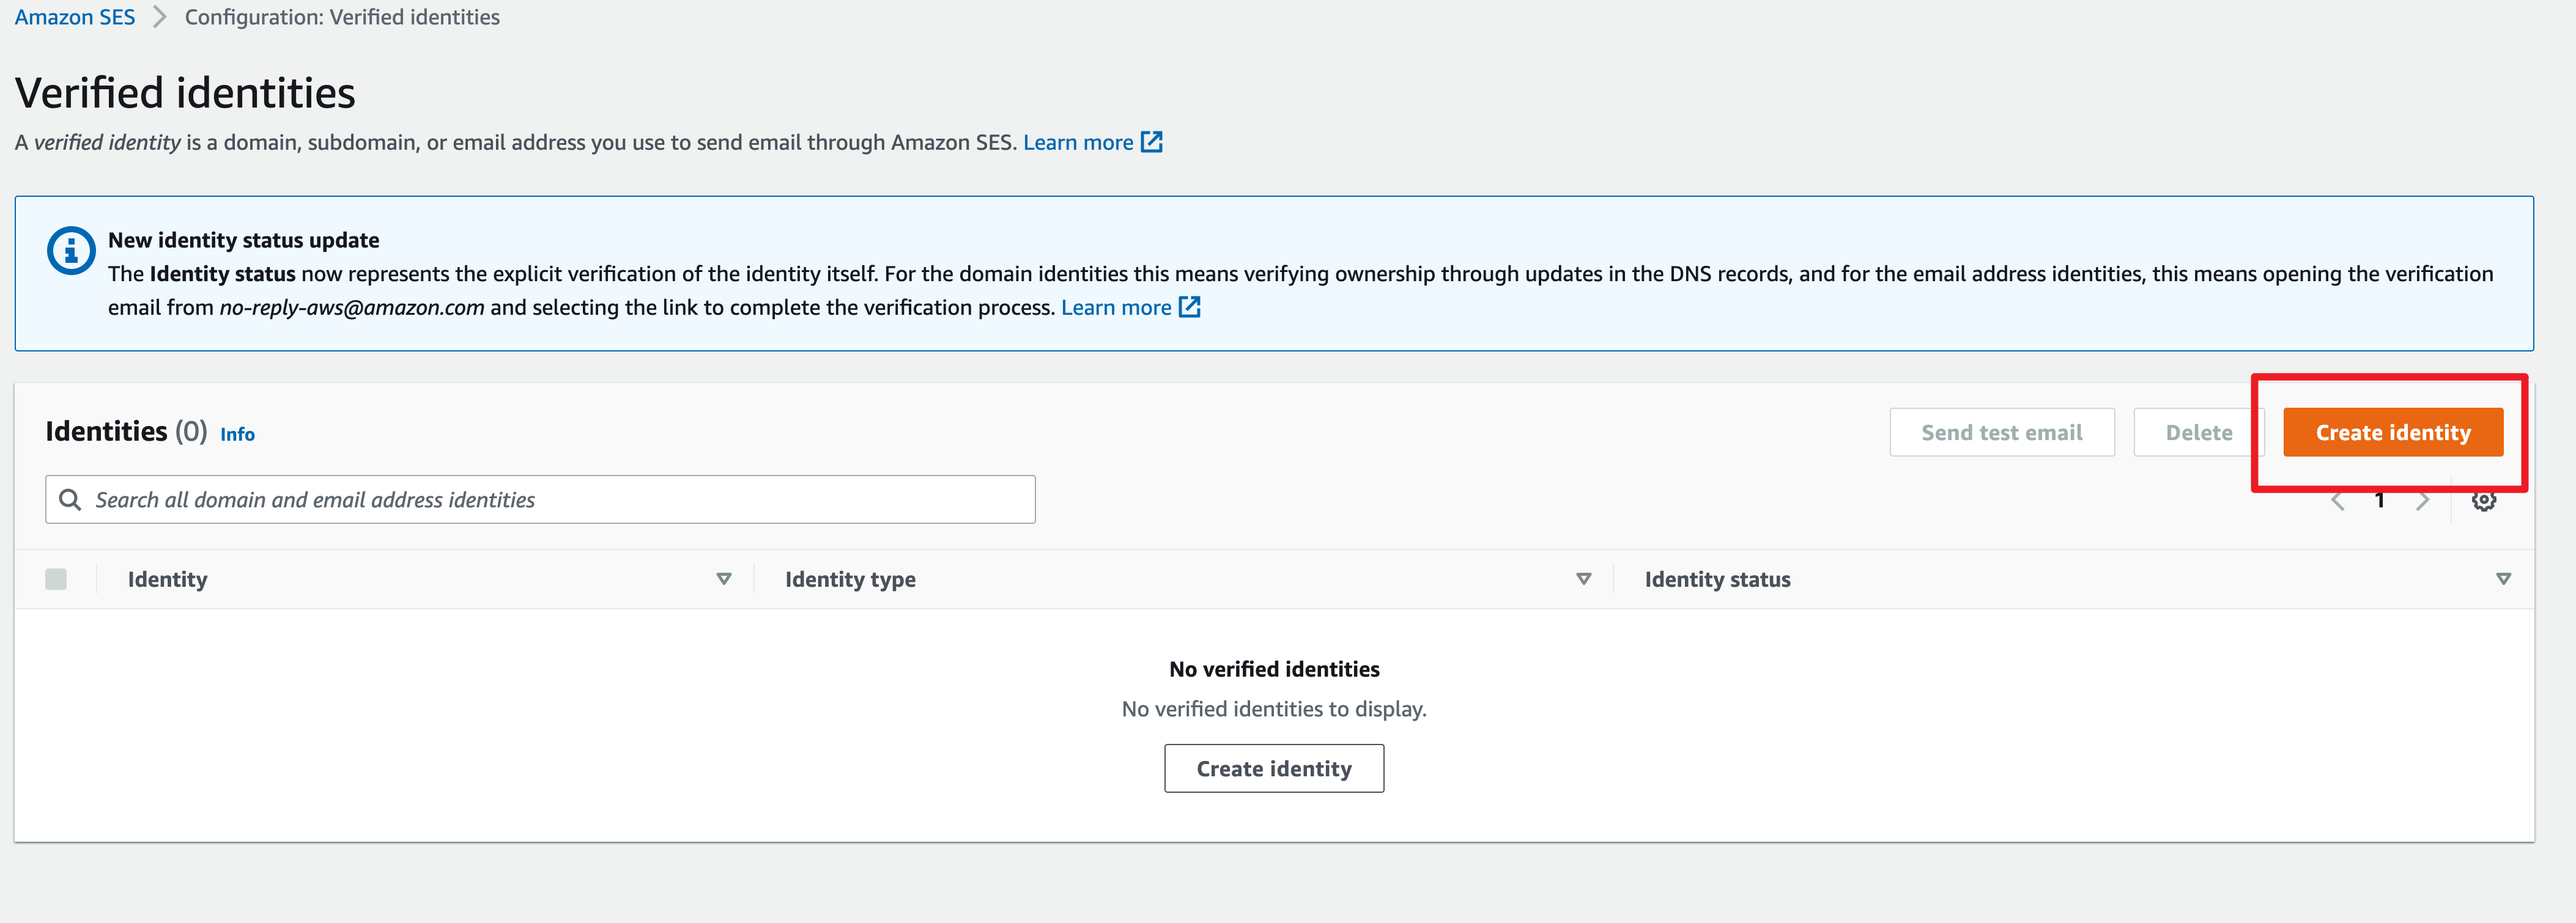 Amazon SES > Configuration: Verified identities
Verified identities
A verified identity is a domain, subdomain, or email address you use to send email through Amazon SES. Learn more
New identity status update
The Identity status now represents the explicit verification of the identity itself. For the domain identities this means verifying ownership through updates in the DNS records, and for the email address identities, this means opening the verification
email from no-reply-aws@amazon.com and selecting the link to complete the verification process. Learn more
Identities (0) Info
Send test email
Delete
Create identity
Search all domain and email address identities
1
Identity
Identity type
Identity status
No verified identities
No verified identities to display.
Create identity